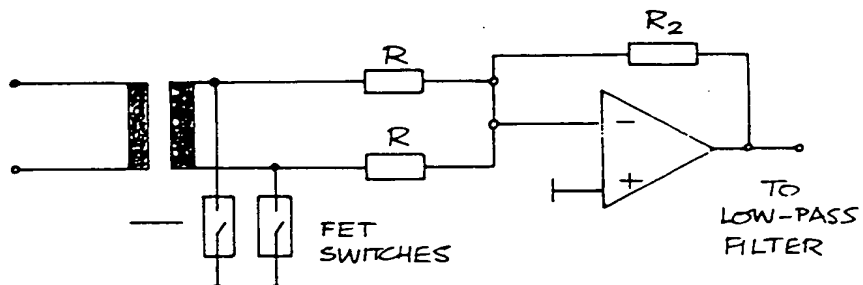 R
R2
R
−
+
FET
SWITCHES
TO
LOW-PASS
FILTER